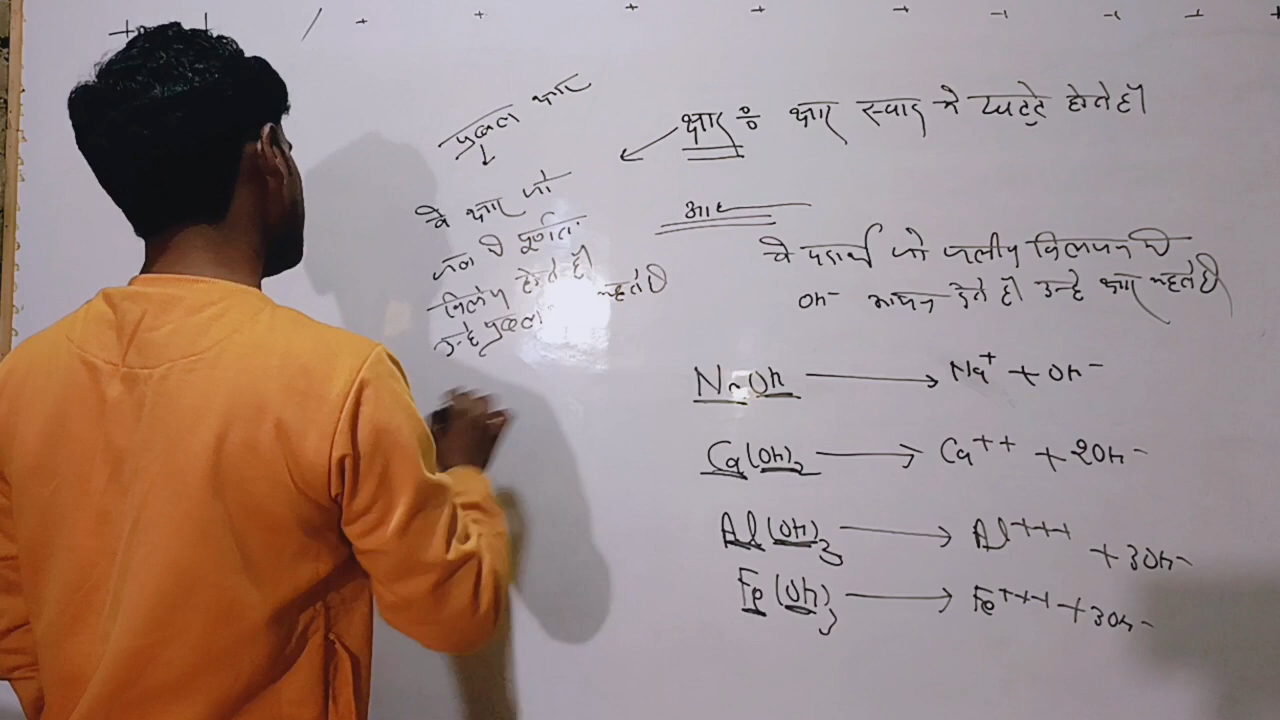 प्रबल क्षार
वे क्षार जो
जल में पूर्णतः
विलेय होते हैं
उन्हे प्रबल कहते है
क्षार÷ क्षार स्वाद मे खट्टे होते हैं।
वे पदार्थ जो जलीय विलयन मे
OH- आयन देते हैं उन्हे क्षार कहते है
NaOH → Na+ + OH-
Ca(OH)2 → Ca++ + 2OH-
Al(OH)3 → Al+++ + 3OH-
Fe(OH)3 → Fe+++ + 3OH-